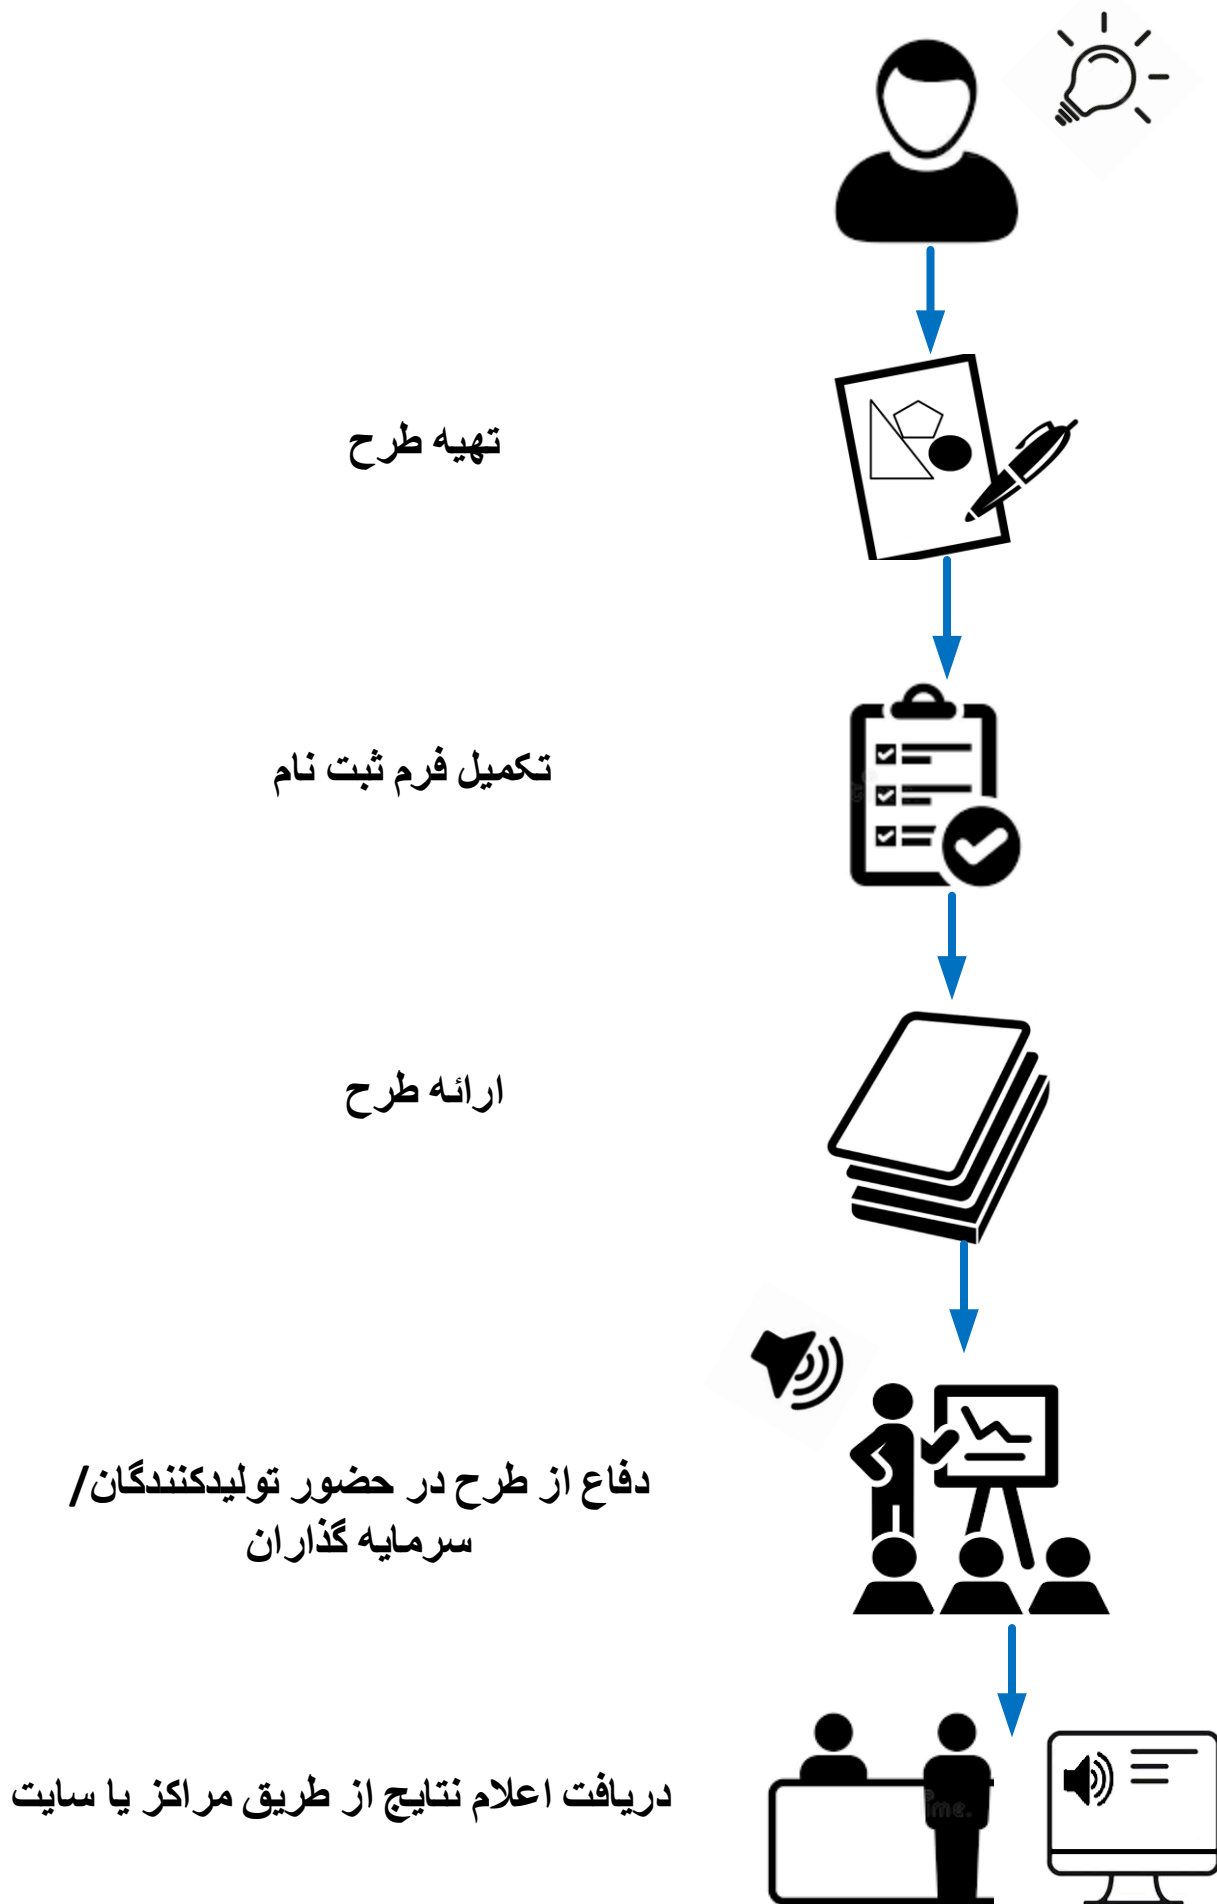 تهیه طرح
تکمیل فرم ثبت نام
ارائه طرح
دفاع از طرح در حضور تولیدکنندگان/
سرمایه گذاران
دریافت اعلام نتایج از طریق مراکز یا سایت